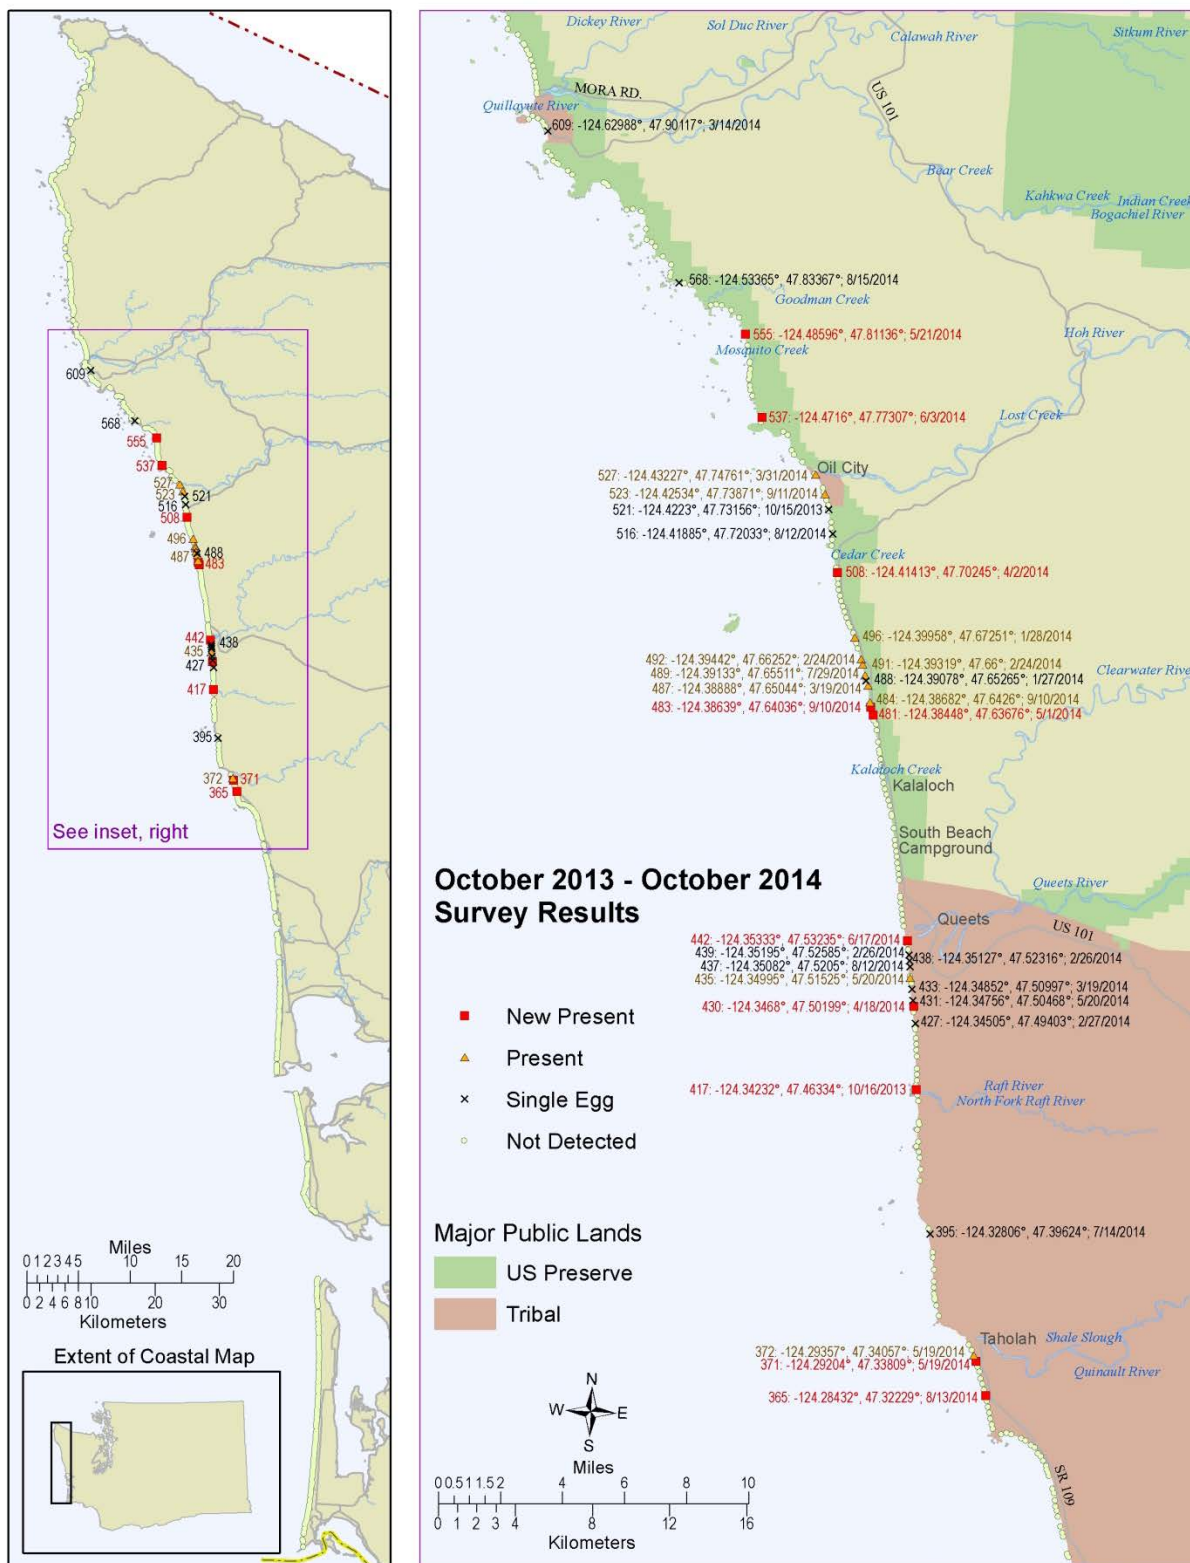 609
568
555
537
527
523
521
516
508
496
488
487
483
442
438
435
427
417
395
372
371
365
See inset, right
Miles
0 1 2 3 4 5 10 15 20
0 2 4 6 8 10 20 30
Kilometers
Extent of Coastal Map
Dickey River
Sol Duc River
Calawah River
Sitkum River
MORA RD.
US 101
Quillayute River
609: -124.62988°, 47.90117°; 3/14/2014
Bear Creek
Kahkwa Creek
Indian Creek
Bogachiel River
568: -124.53365°, 47.83367°; 8/15/2014
Goodman Creek
Hoh River
555: -124.48596°, 47.81136°; 5/21/2014
Mosquito Creek
537: -124.4716°, 47.77307°; 6/3/2014
Lost Creek
Oil City
527: -124.43227°, 47.74761°; 3/31/2014
523: -124.42534°, 47.73871°; 9/11/2014
521: -124.4223°, 47.73156°; 10/15/2013
516: -124.41885°, 47.72033°; 8/12/2014
Cedar Creek
508: -124.41413°, 47.70245°; 4/2/2014
496: -124.39958°, 47.67251°; 1/28/2014
492: -124.39442°, 47.66252°; 2/24/2014
491: -124.39319°, 47.66°; 2/24/2014
Clearwater River
489: -124.39133°, 47.65511°; 7/29/2014
488: -124.39078°, 47.65265°; 1/27/2014
487: -124.38888°, 47.65044°; 3/19/2014
484: -124.38682°, 47.6426°; 9/10/2014
483: -124.38639°, 47.64036°; 9/10/2014
481: -124.38448°, 47.63676°; 5/1/2014
Kalaloch Creek
Kalaloch
South Beach
Campground
October 2013 - October 2014
Survey Results
Queets River
Queets
US 101
442: -124.35333°, 47.53235°; 6/17/2014
439: -124.35195°, 47.52585°; 2/26/2014
438: -124.35127°, 47.52316°; 2/26/2014
437: -124.35082°, 47.5205°; 8/12/2014
435: -124.34995°, 47.51525°; 5/20/2014
433: -124.34852°, 47.50997°; 3/19/2014
431: -124.34756°, 47.50468°; 5/20/2014
430: -124.3468°, 47.50199°; 4/18/2014
427: -124.34505°, 47.49403°; 2/27/2014
New Present
Present
Single Egg
Not Detected
417: -124.34232°, 47.46334°; 10/16/2013
Raft River
North Fork Raft River
395: -124.32806°, 47.39624°; 7/14/2014
Major Public Lands
US Preserve
Tribal
Taholah
Shale Slough
Quinault River
372: -124.29357°, 47.34057°; 5/19/2014
371: -124.29204°, 47.33809°; 5/19/2014
365: -124.28432°, 47.32229°; 8/13/2014
N
W E
S
Miles
0 0.5 1 1.5 2 4 6 8 10
0 1 2 3 4 8 12 16
Kilometers
SR 109